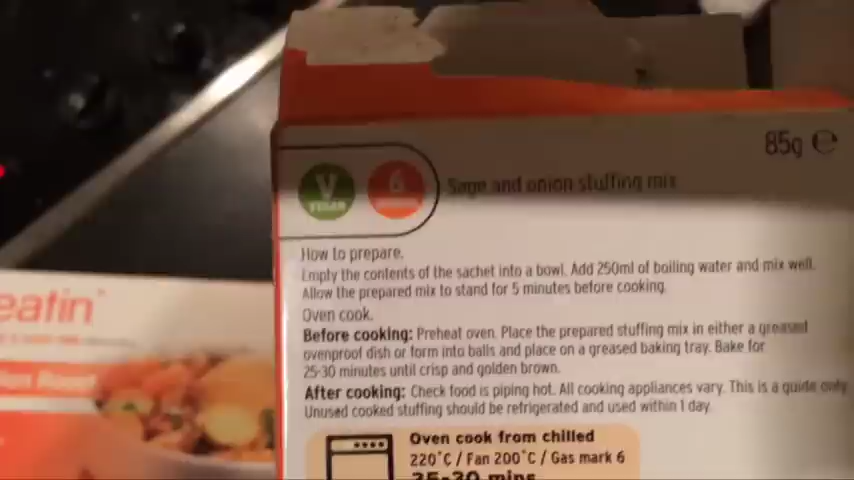 85g e
V
VEGAN
6
Sage and onion stuffing mix
How to prepare.
Empty the contents of the sachet into a bowl. Add 250ml of boiling water and mix well.
Allow the prepared mix to stand for 5 minutes before cooking.
Oven cook.
Before cooking: Preheat oven. Place the prepared stuffing mix in either a greased
ovenproof dish or form into balls and place on a greased baking tray. Bake for
25-30 minutes until crisp and golden brown.
After cooking: Check food is piping hot. All cooking appliances vary. This is a guide only.
Unused cooked stuffing should be refrigerated and used within 1 day.
Oven cook from chilled
220°C / Fan 200°C / Gas mark 6
25-30 mins
eatin'
Roast